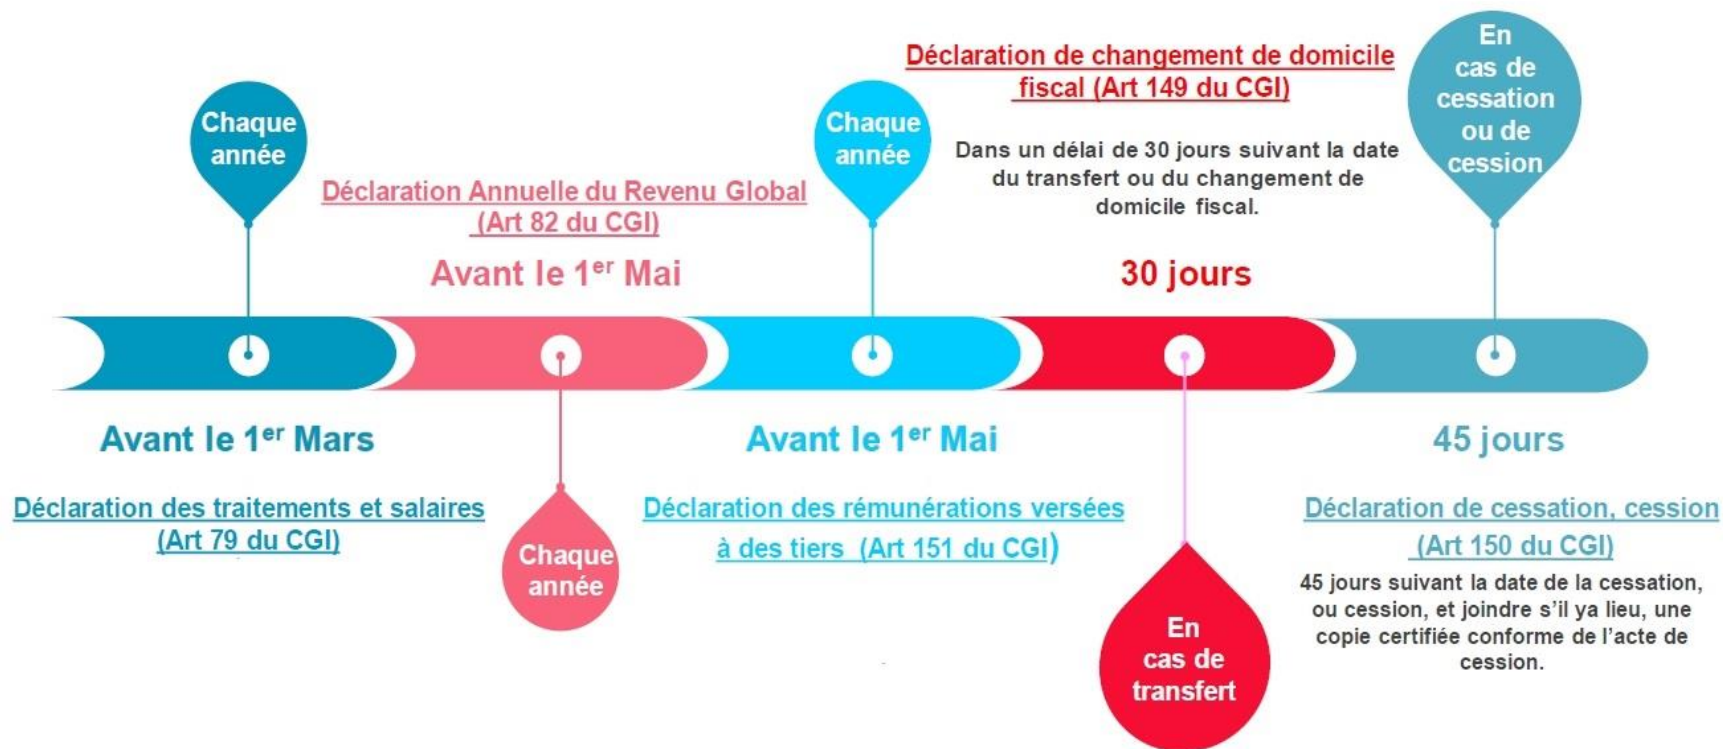 Chaque
année
Avant le 1er Mars
Déclaration des traitements et salaires
(Art 79 du CGI)
Déclaration Annuelle du Revenu Global
(Art 82 du CGI)
Avant le 1er Mai
Chaque
année
Chaque
année
Avant le 1er Mai
Déclaration des rémunérations versées
à des tiers (Art 151 du CGI)
Déclaration de changement de domicile
fiscal (Art 149 du CGI)
Dans un délai de 30 jours suivant la date
du transfert ou du changement de
domicile fiscal.
30 jours
En
cas de
transfert
En
cas de
cessation
ou de
cession
45 jours
Déclaration de cessation, cession
(Art 150 du CGI)
45 jours suivant la date de la cessation,
ou cession, et joindre s’il ya lieu, une
copie certifiée conforme de l’acte de
cession.